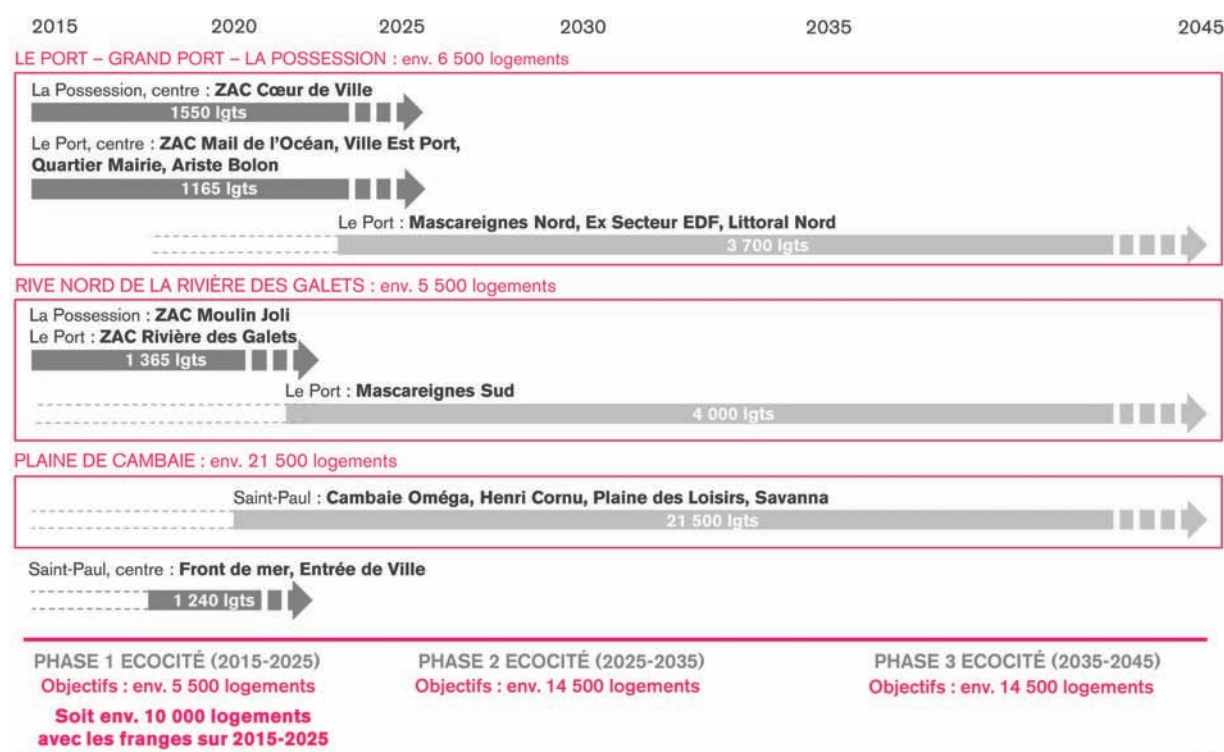 2015 2020 2025 2030 2035 2045
LE PORT – GRAND PORT – LA POSSESSION : env. 6 500 logements
La Possession, centre : ZAC Cœur de Ville
1550 lgts
Le Port, centre : ZAC Mail de l'Océan, Ville Est Port,
Quartier Mairie, Ariste Bolon
1165 lgts
Le Port : Mascareignes Nord, Ex Secteur EDF, Littoral Nord
3 700 lgts
RIVE NORD DE LA RIVIÈRE DES GALETS : env. 5 500 logements
La Possession : ZAC Moulin Joli
Le Port : ZAC Rivière des Galets
1 365 lgts
Le Port : Mascareignes Sud
4 000 lgts
PLAINE DE CAMBAIE : env. 21 500 logements
Saint-Paul : Cambaie Oméga, Henri Cornu, Plaine des Loisirs, Savanna
21 500 lgts
Saint-Paul, centre : Front de mer, Entrée de Ville
1 240 lgts
PHASE 1 ECOCITÉ (2015-2025)
Objectifs : env. 5 500 logements
Soit env. 10 000 logements
avec les franges sur 2015-2025
PHASE 2 ECOCITÉ (2025-2035)
Objectifs : env. 14 500 logements
PHASE 3 ECOCITÉ (2035-2045)
Objectifs : env. 14 500 logements